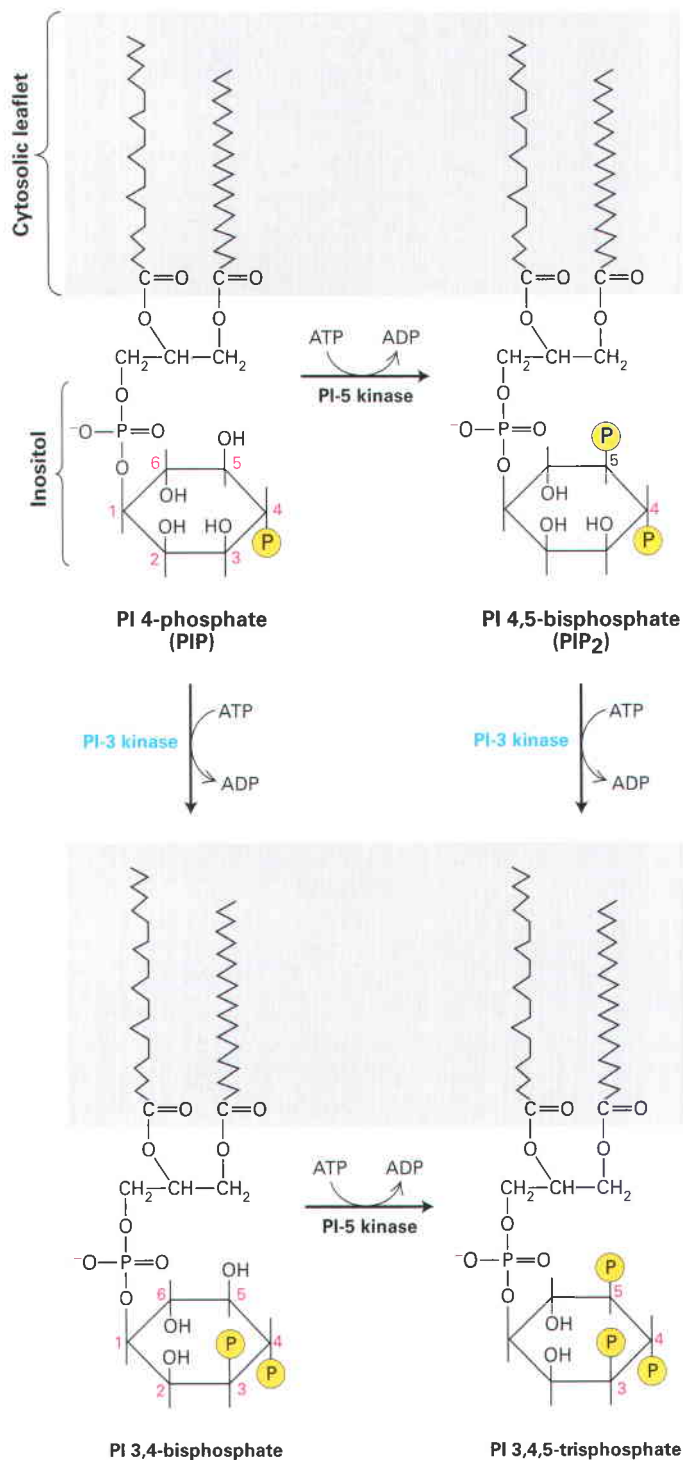 Cytosolic leaflet
C=O C=O
C=O C=O
O O
O O
CH₂—CH—CH₂
ATP ADP
PI-5 kinase
CH₂—CH—CH₂
O
O
Inositol
⁻O—P=O
⁻O—P=O
O
O
OH
P
6 5
5
OH
OH
1 4
4
OH HO
OH HO
P
P
2 3
PI 4-phosphate
(PIP)
PI 4,5-bisphosphate
(PIP₂)
PI-3 kinase
ATP
ADP
PI-3 kinase
ATP
ADP
C=O C=O
C=O C=O
O O
O O
CH₂—CH—CH₂
ATP ADP
PI-5 kinase
CH₂—CH—CH₂
O
O
⁻O—P=O
⁻O—P=O
O
O
OH
P
6 5
5
OH
OH
P
P
1 4
4
OH
OH
P
P
2 3
3
PI 3,4-bisphosphate
PI 3,4,5-trisphosphate